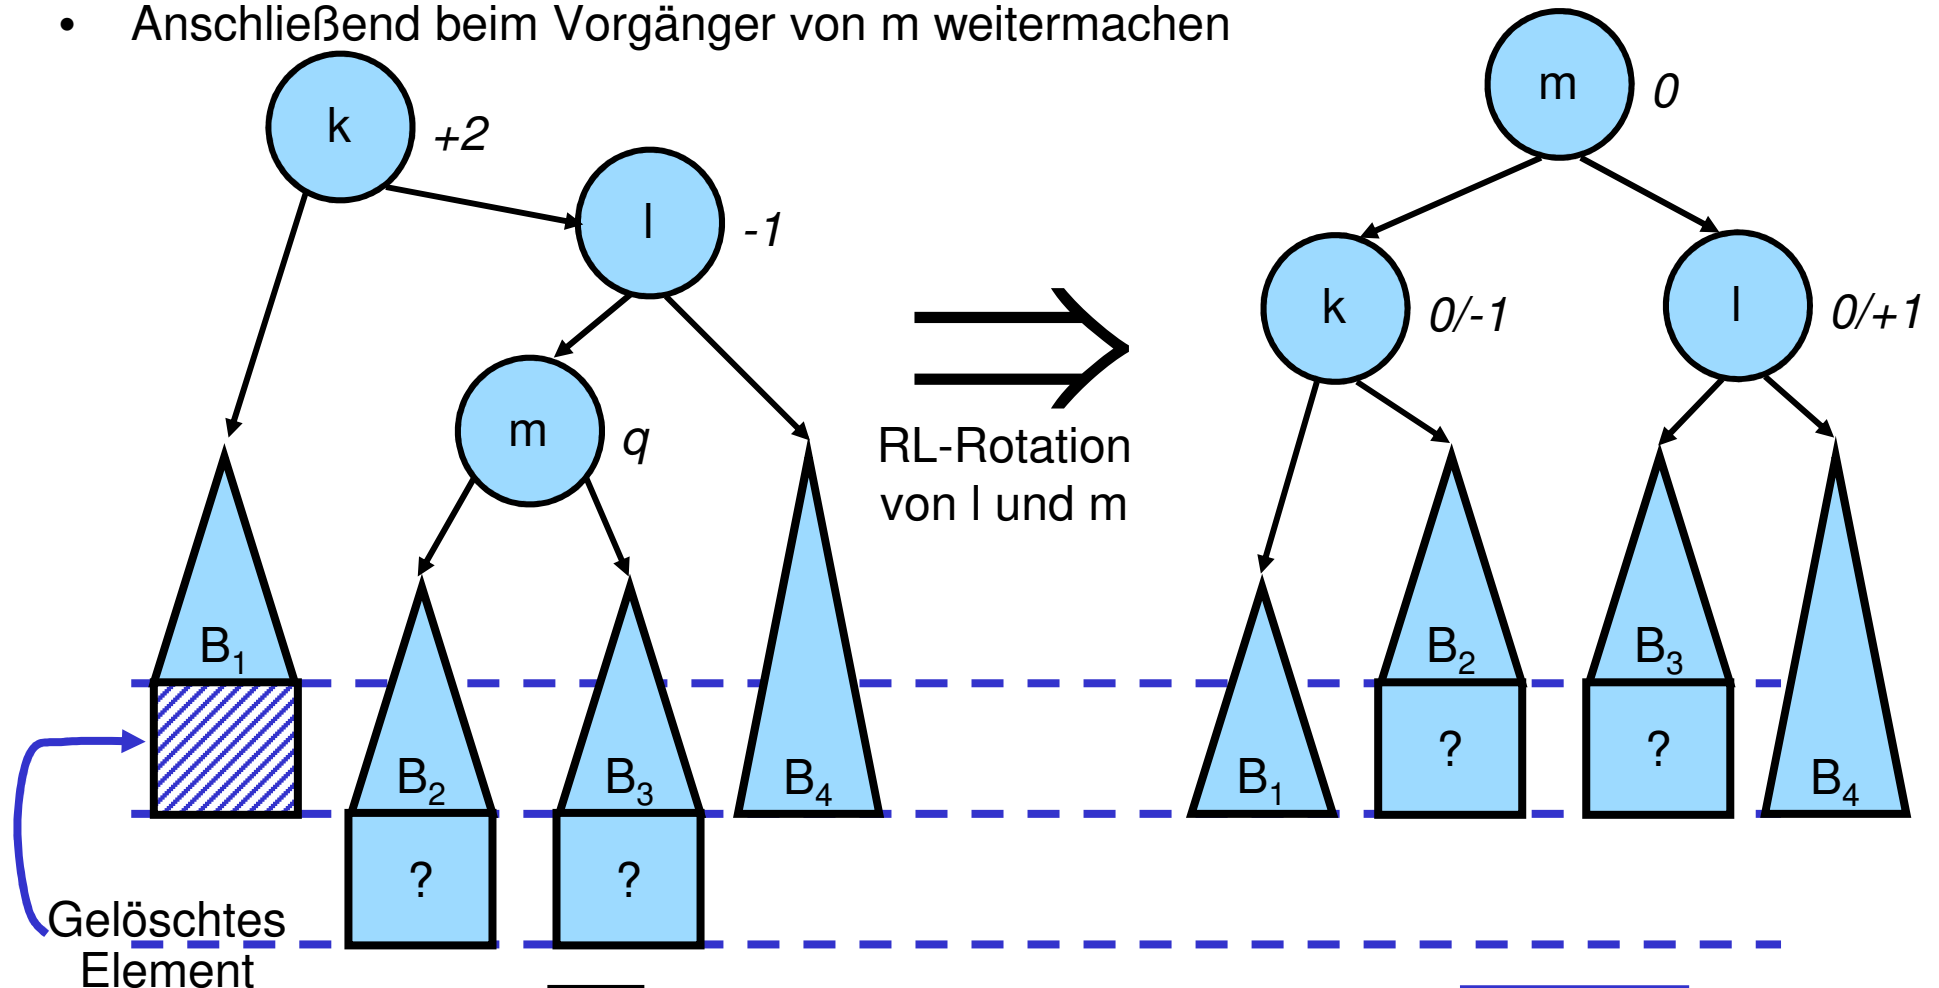 • Anschließend beim Vorgänger von m weitermachen
k
+2
l
-1
m
q
B1
B2
B3
B4
?
?
Gelöschtes
Element
RL-Rotation
von l und m
m
0
k
0/-1
l
0/+1
B1
B2
B3
B4
?
?